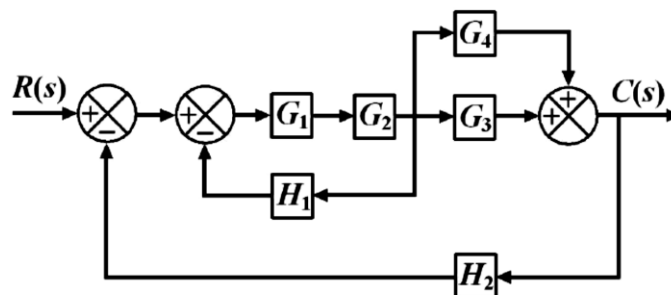 G₄
R(s) + − + − G₁ G₂ G₃ + + C(s)
H₁
H₂